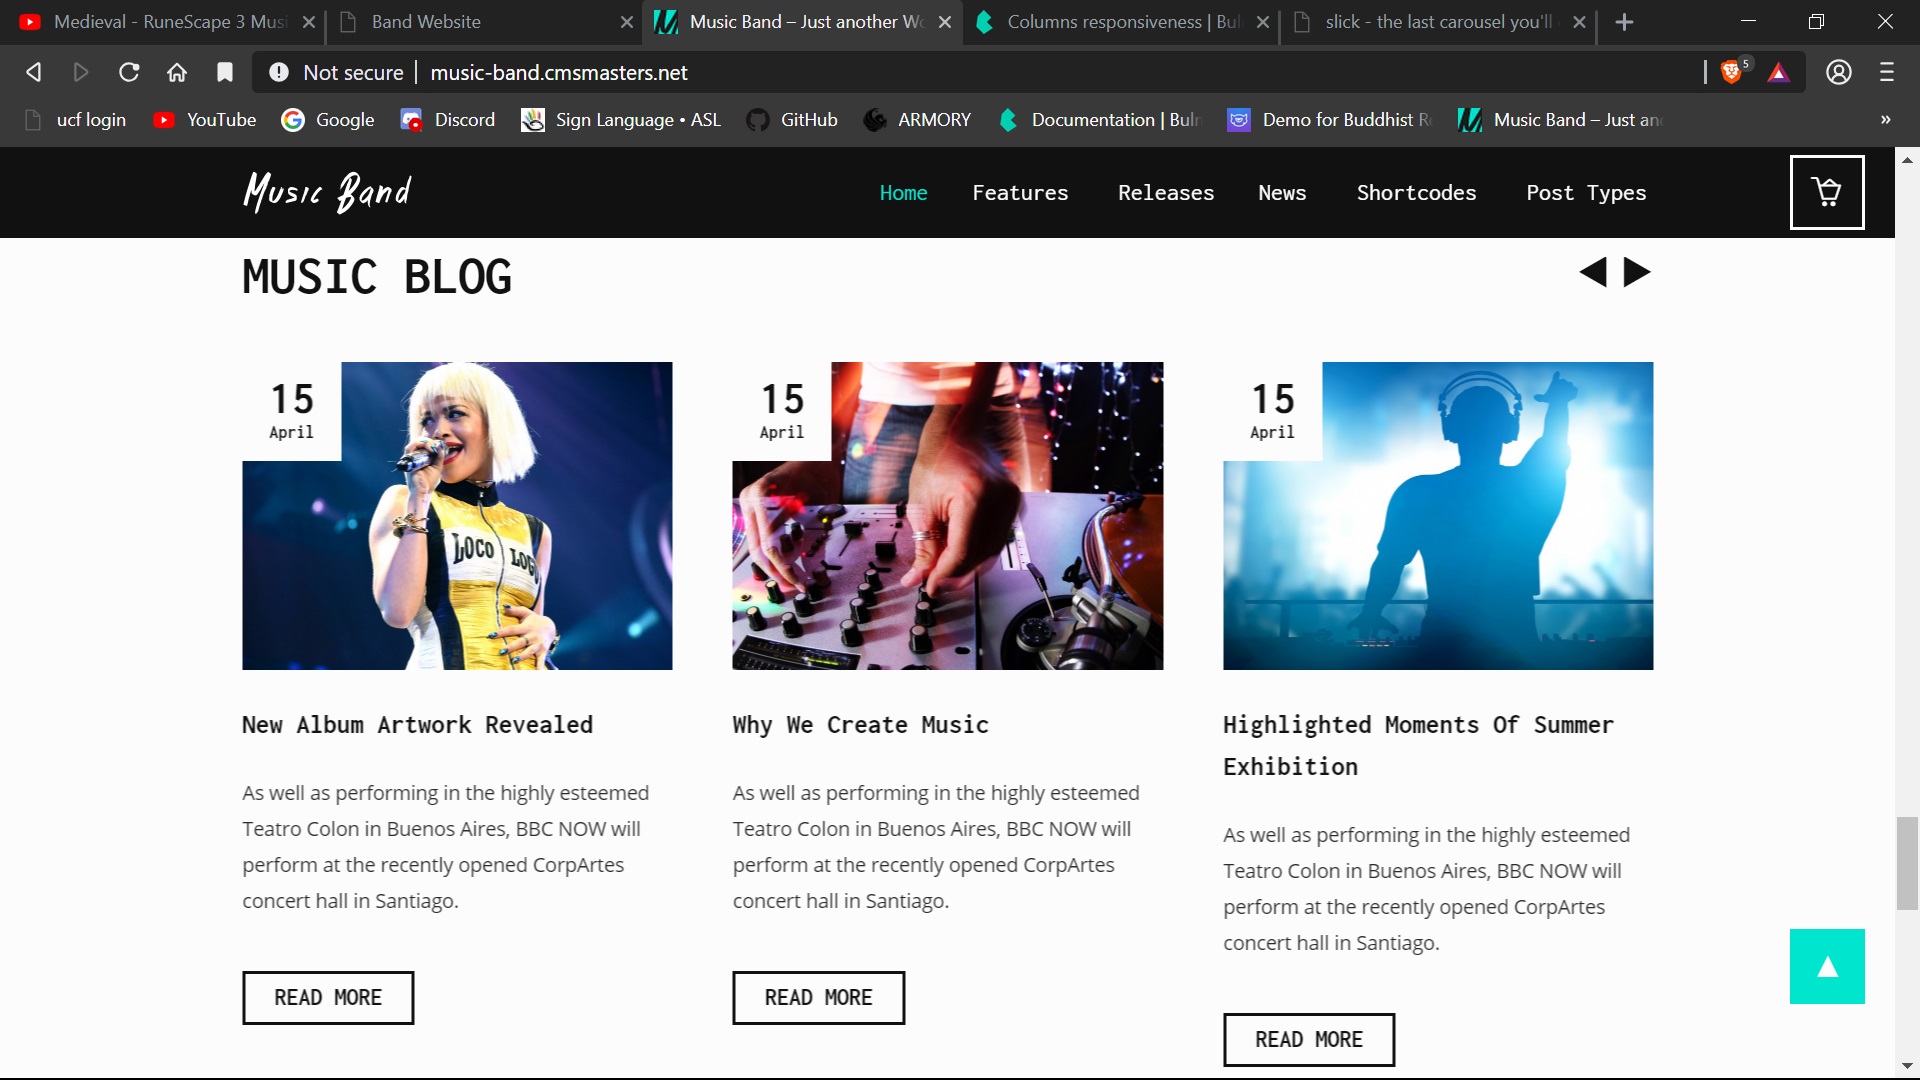 Medieval - RuneScape 3 Musi
Band Website
Music Band – Just another Wo
Columns responsiveness | Bul
slick - the last carousel you'll
Not secure
music-band.cmsmasters.net
5
ucf login
YouTube
Google
Discord
Sign Language • ASL
GitHub
ARMORY
Documentation | Bulm
Demo for Buddhist Re
Music Band – Just an
»
Music Band
Home
Features
Releases
News
Shortcodes
Post Types
MUSIC BLOG
15
April
LOCO
15
April
15
April
New Album Artwork Revealed
As well as performing in the highly esteemed
Teatro Colon in Buenos Aires, BBC NOW will
perform at the recently opened CorpArtes
concert hall in Santiago.
READ MORE
Why We Create Music
As well as performing in the highly esteemed
Teatro Colon in Buenos Aires, BBC NOW will
perform at the recently opened CorpArtes
concert hall in Santiago.
READ MORE
Highlighted Moments Of Summer
Exhibition
As well as performing in the highly esteemed
Teatro Colon in Buenos Aires, BBC NOW will
perform at the recently opened CorpArtes
concert hall in Santiago.
READ MORE